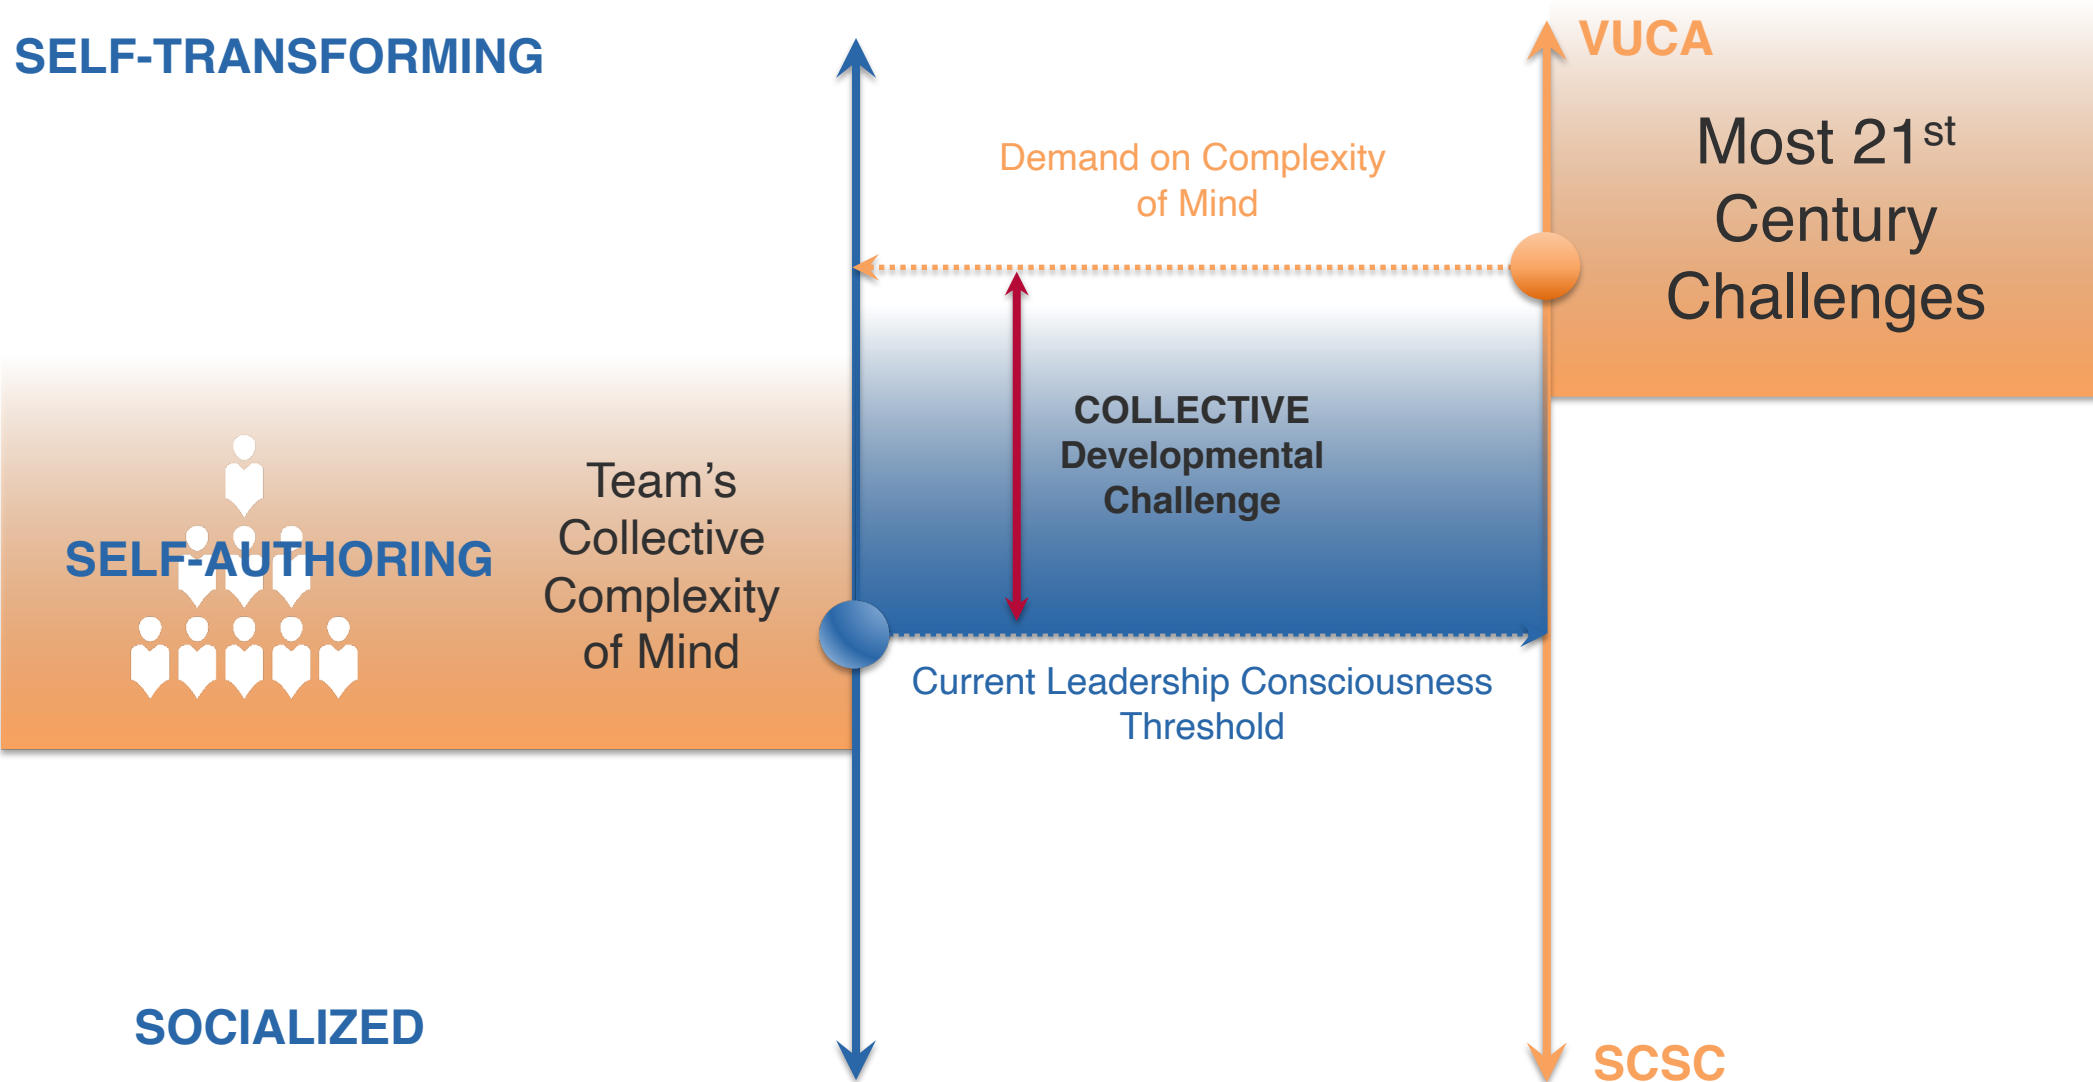 SELF-TRANSFORMING
VUCA
Most 21st
Century
Challenges
Demand on Complexity
of Mind
COLLECTIVE
Developmental
Challenge
SELF-AUTHORING
Team’s
Collective
Complexity
of Mind
Current Leadership Consciousness
Threshold
SOCIALIZED
SCSC